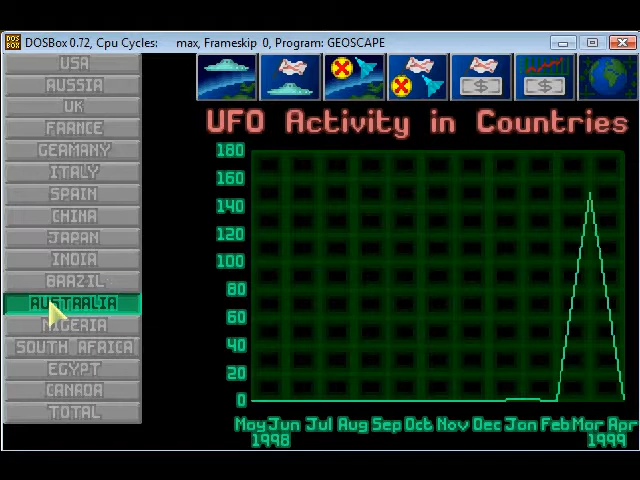 DOSBox 0.72, Cpu Cycles: max, Frameskip 0, Program: GEOSCAPE
USA
RUSSIA
UK
FRANCE
GERMANY
ITALY
SPAIN
CHINA
JAPAN
INDIA
BRAZIL
AUSTRALIA
NIGERIA
SOUTH AFRICA
EGYPT
CANADA
TOTAL
$ $
UFO Activity in Countries
180
160
140
120
100
80
60
40
20
0
May Jun Jul Aug Sep Oct Nov Dec Jan Feb Mar Apr
1998 1999